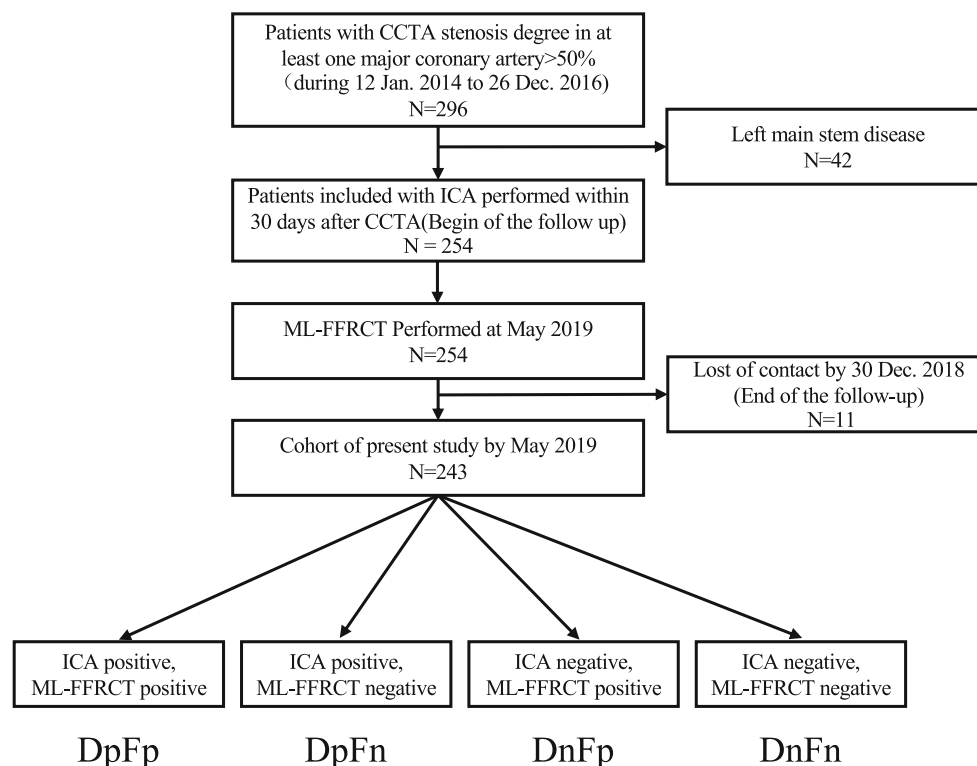 Patients with CCTA stenosis degree in at
least one major coronary artery>50%
（during 12 Jan. 2014 to 26 Dec. 2016)
N=296
Left main stem disease
N=42
Patients included with ICA performed within
30 days after CCTA(Begin of the follow up)
N = 254
ML-FFRCT Performed at May 2019
N=254
Lost of contact by 30 Dec. 2018
(End of the follow-up)
N=11
Cohort of present study by May 2019
N=243
ICA positive,
ML-FFRCT positive
ICA positive,
ML-FFRCT negative
ICA negative,
ML-FFRCT positive
ICA negative,
ML-FFRCT negative
DpFp
DpFn
DnFp
DnFn